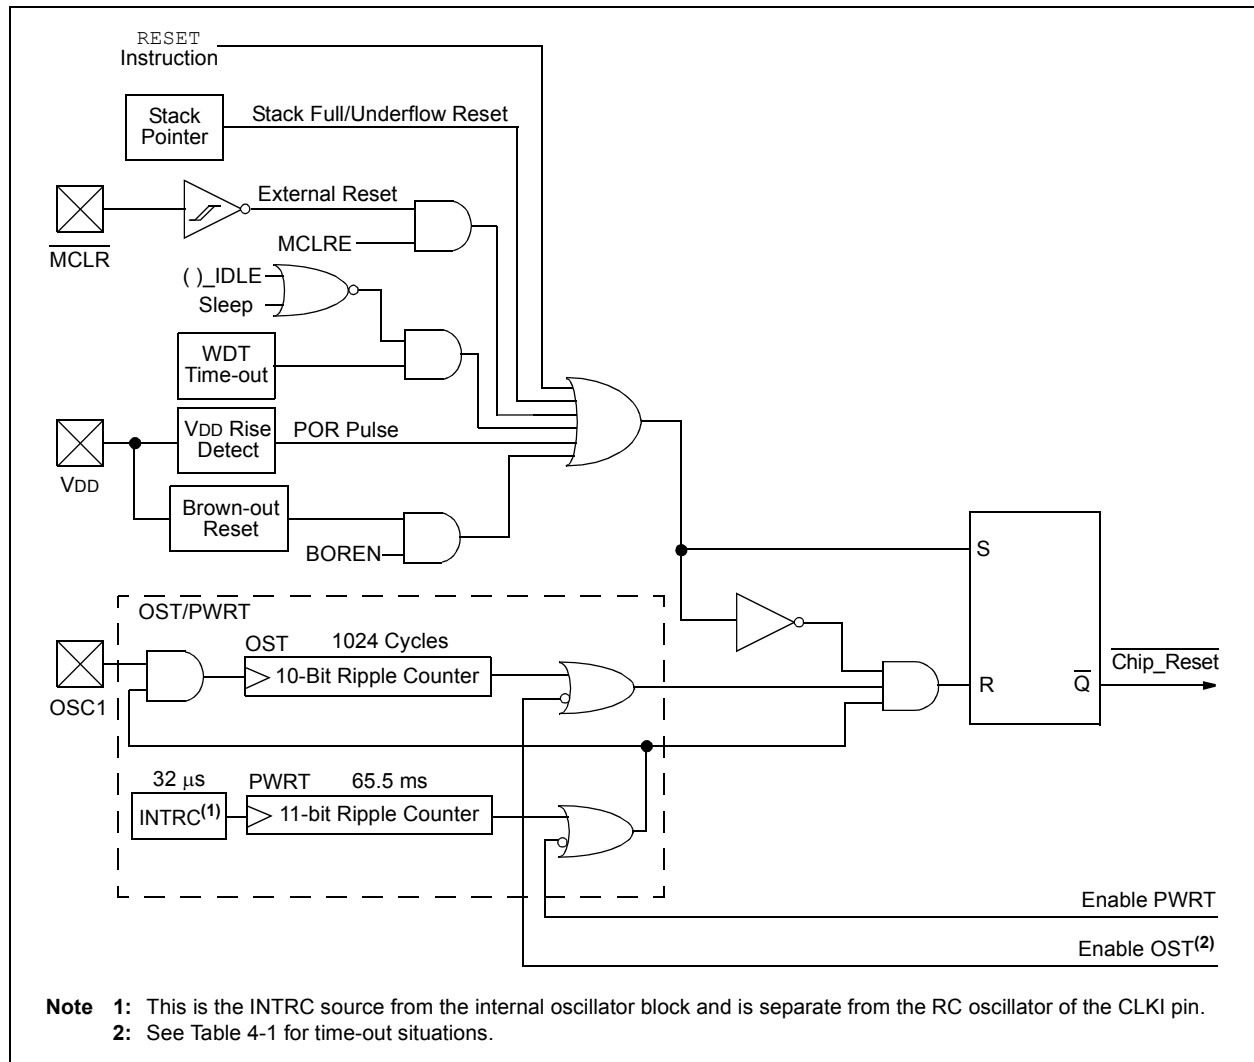 RESET
Instruction
Stack
Pointer
Stack Full/Underflow Reset
External Reset
MCLR
MCLRE
( )_IDLE
Sleep
WDT
Time-out
VDD Rise
Detect
POR Pulse
VDD
Brown-out
Reset
BOREN
S
OST/PWRT
OST 1024 Cycles
10-Bit Ripple Counter
OSC1
Chip_Reset
R
Q
32 μs
PWRT 65.5 ms
INTRC(1)
11-bit Ripple Counter
Enable PWRT
Enable OST(2)
Note 1: This is the INTRC source from the internal oscillator block and is separate from the RC oscillator of the CLKI pin.
2: See Table 4-1 for time-out situations.